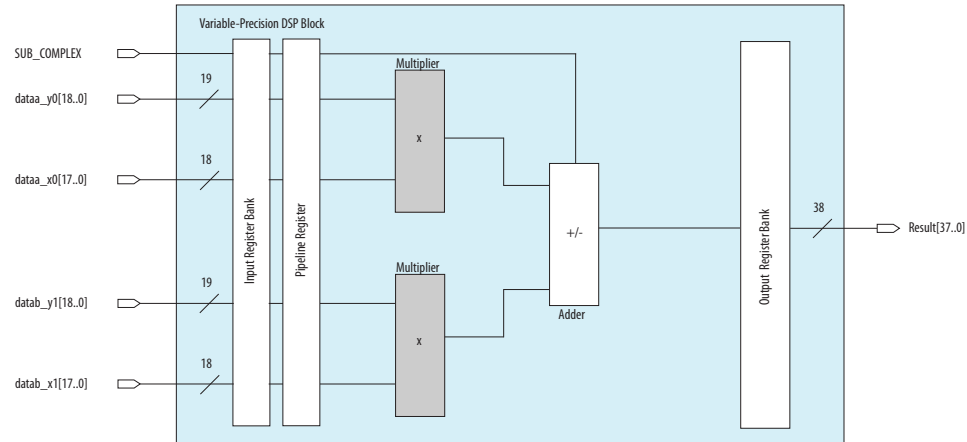 Variable-Precision DSP Block
SUB_COMPLEX
Multiplier
19
dataa_y0[18..0]
x
18
dataa_x0[17..0]
Input Register Bank
Pipeline Register
+/-
Adder
Output Register Bank
38
Result[37..0]
Multiplier
19
datab_y1[18..0]
x
18
datab_x1[17..0]